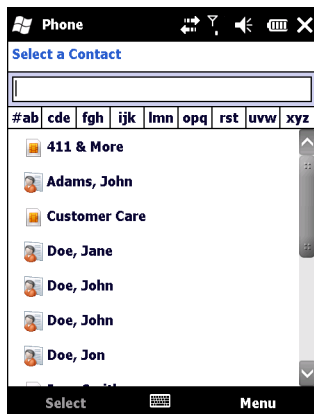 Phone
Select a Contact
#ab cde fgh ijk lmn opq rst uvw xyz
411 & More
Adams, John
Customer Care
Doe, Jane
Doe, John
Doe, John
Doe, Jon
Select Menu